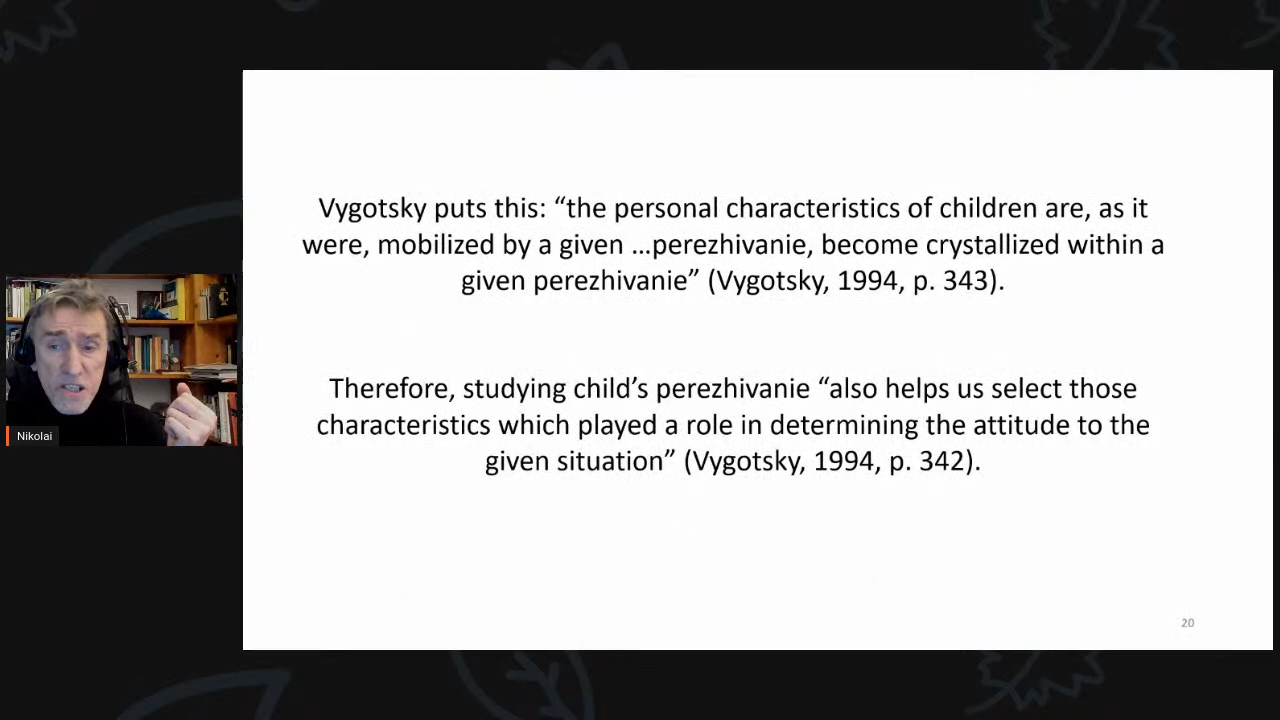 Vygotsky puts this: “the personal characteristics of children are, as it
were, mobilized by a given …perezhivanie, become crystallized within a
given perezhivanie” (Vygotsky, 1994, p. 343).
Therefore, studying child’s perezhivanie “also helps us select those
characteristics which played a role in determining the attitude to the
given situation” (Vygotsky, 1994, p. 342).
Nikolai
20